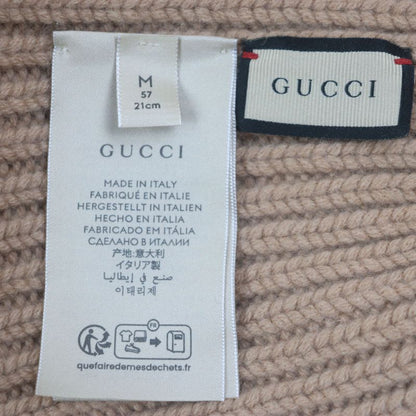 M
57
21cm
GUCCI
GUCCI
MADE IN ITALY
FABRIQUÉ EN ITALIE
HERGESTELLT IN ITALIEN
HECHO EN ITALIA
FABRICADO EM ITÁLIA
СДЕЛАНО В ИТАЛИИ
产地:意大利
イタリア製
صنع في إيطاليا
이태리제
FR
quefairedemesdechets.fr